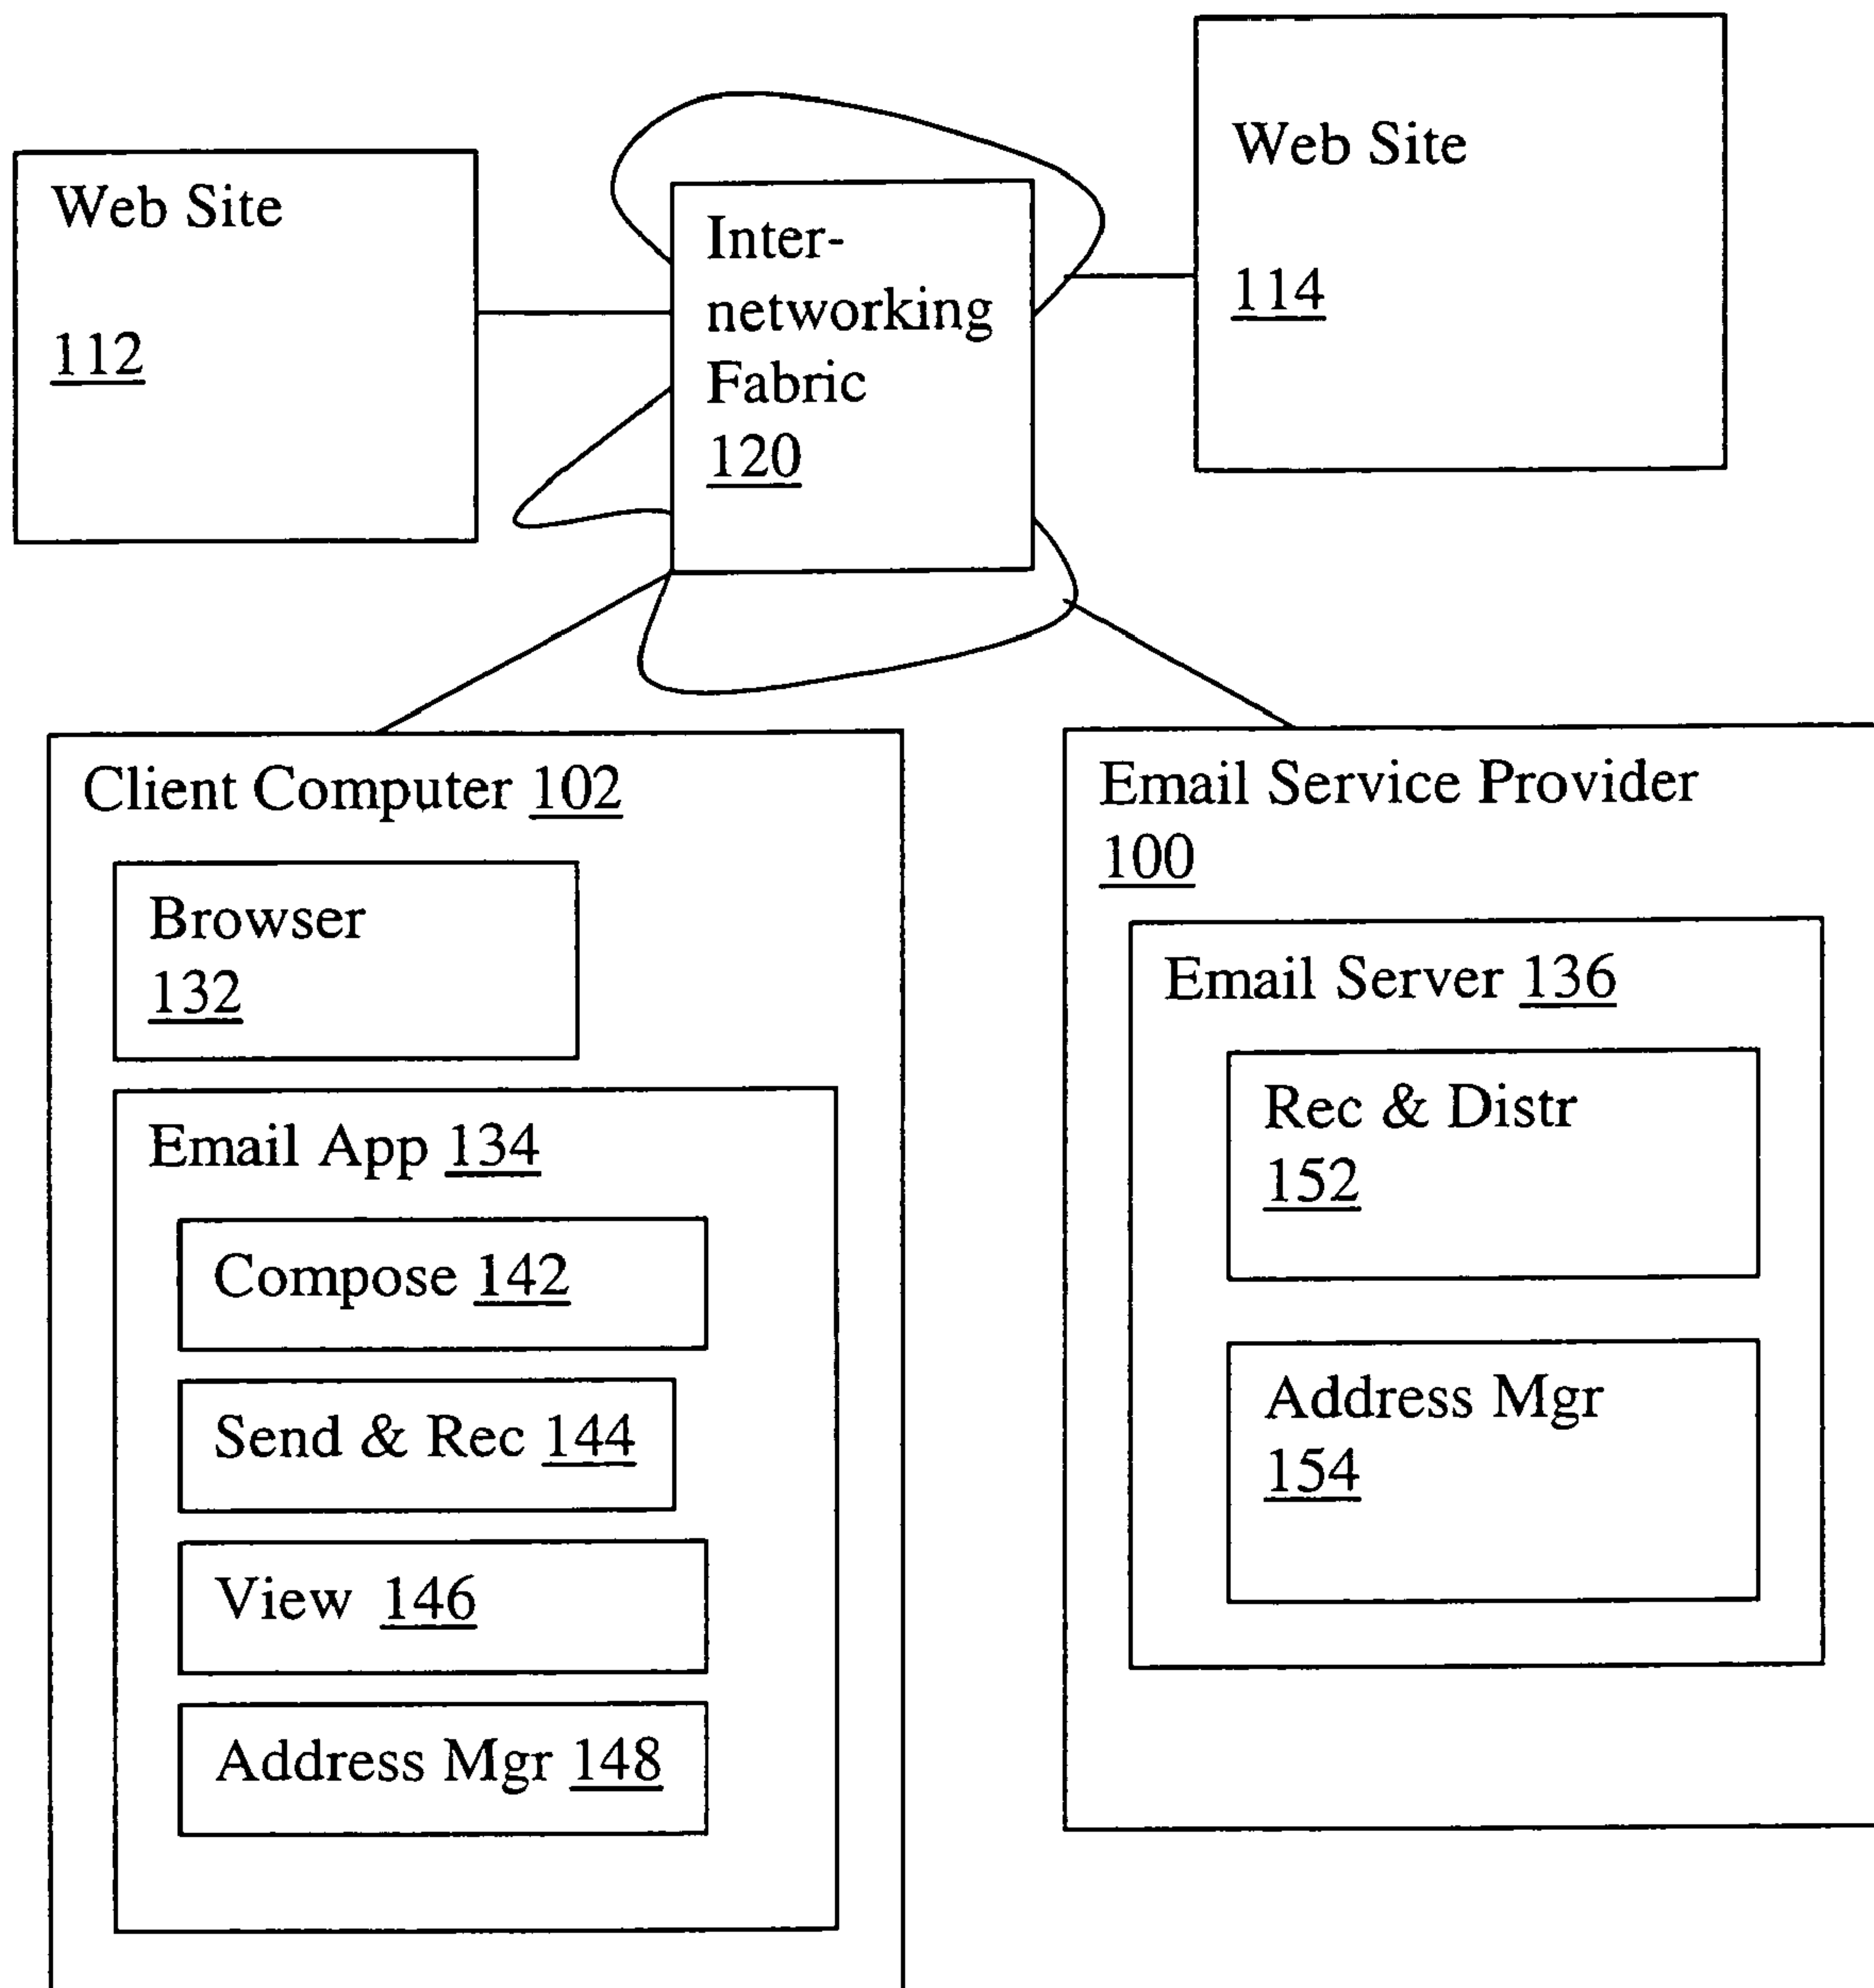 Web Site
112
Inter-
networking
Fabric
120
Web Site
114
Client Computer 102
Browser
132
Email App 134
Compose 142
Send & Rec 144
View 146
Address Mgr 148
Email Service Provider
100
Email Server 136
Rec & Distr
152
Address Mgr
154